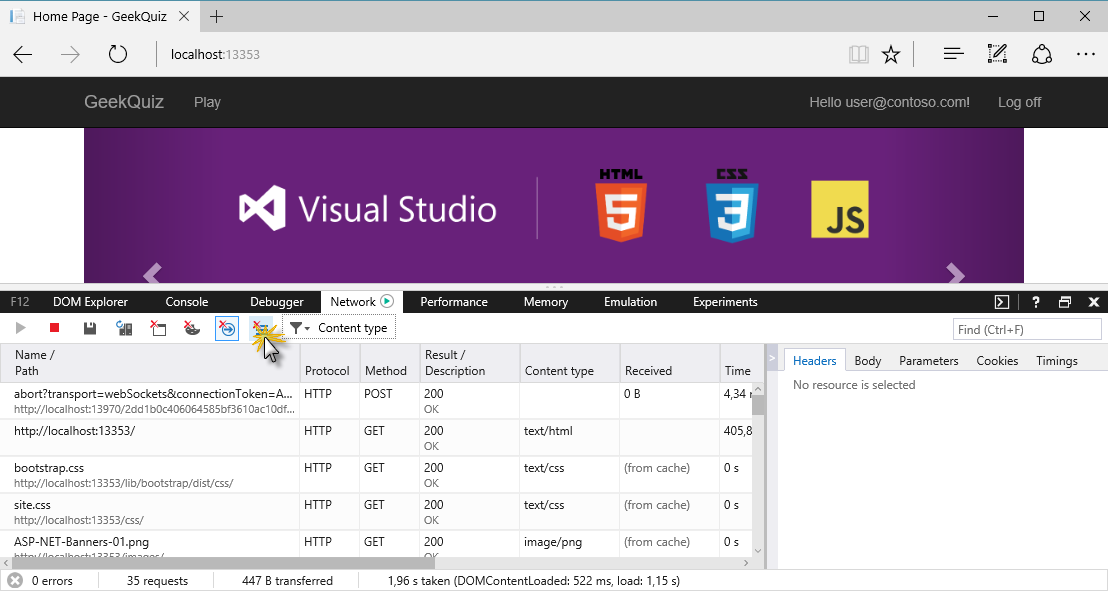 Home Page - GeekQuiz
localhost:13353
GeekQuiz Play Hello user@contoso.com! Log off
Visual Studio HTML 5 CSS 3 JS
F12 DOM Explorer Console Debugger Network Performance Memory Emulation Experiments ?
Content type Find (Ctrl+F)
Name / Path Protocol Method Result / Description Content type Received Time
Headers Body Parameters Cookies Timings
No resource is selected
abort?transport=webSockets&connectionToken=A... HTTP POST 200 0 B 4,34
http://localhost:13970/2dd1b0c406064585bf3610ac10df... OK
http://localhost:13353/ HTTP GET 200 text/html 405,8
OK
bootstrap.css HTTP GET 200 text/css (from cache) 0 s
http://localhost:13353/lib/bootstrap/dist/css/ OK
site.css HTTP GET 200 text/css (from cache) 0 s
http://localhost:13353/css/ OK
ASP-NET-Banners-01.png HTTP GET 200 image/png (from cache) 0 s
http://localhost:13353/images/ OK
0 errors 35 requests 447 B transferred 1,96 s taken (DOMContentLoaded: 522 ms, load: 1,15 s)